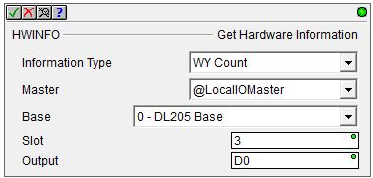 ?
HWINFO Get Hardware Information
Information Type WY Count
Master @LocalIOMaster
Base 0 - DL205 Base
Slot 3
Output D0